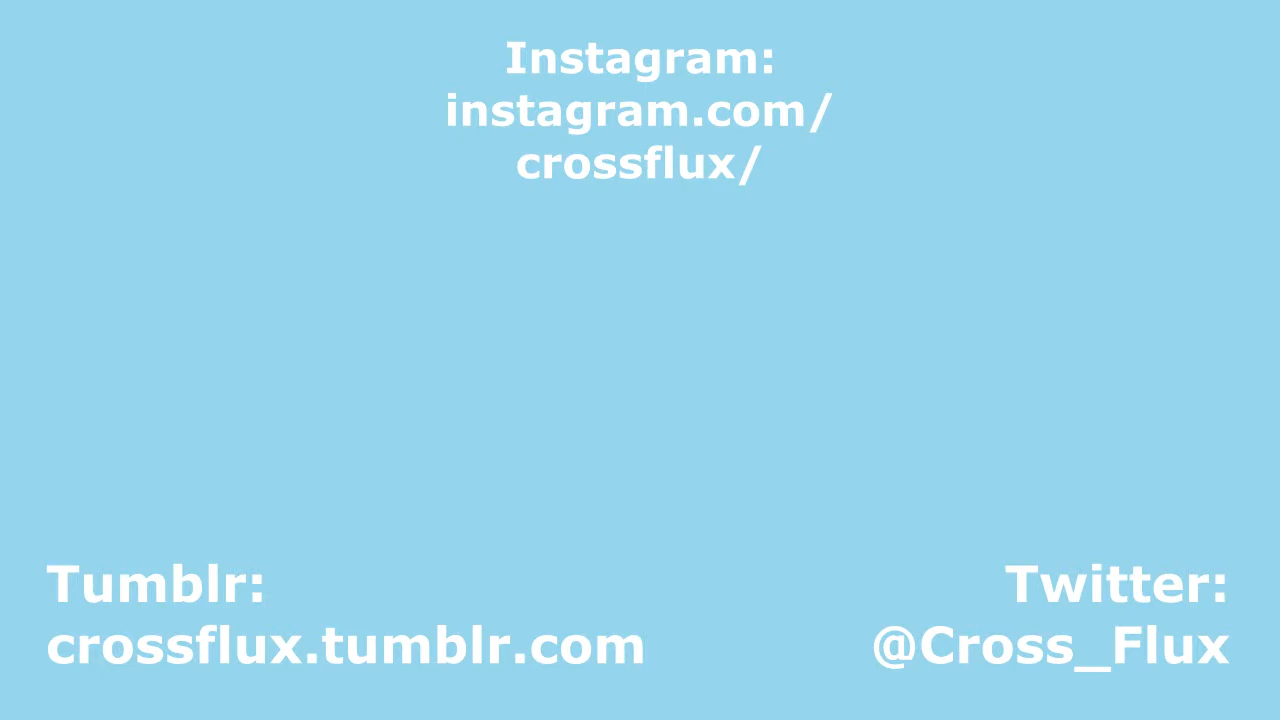 Instagram:
instagram.com/
crossflux/
Tumblr:
crossflux.tumblr.com
Twitter:
@Cross_Flux